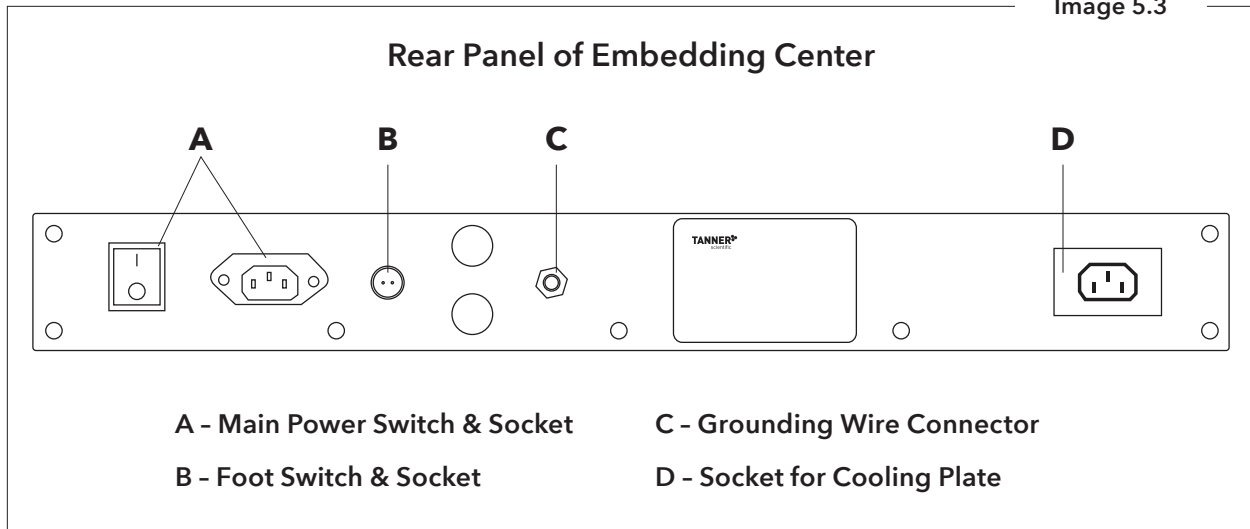 Image 5.3
Rear Panel of Embedding Center
A B C D
TANNER
scientific
A – Main Power Switch & Socket
C – Grounding Wire Connector
B – Foot Switch & Socket
D – Socket for Cooling Plate